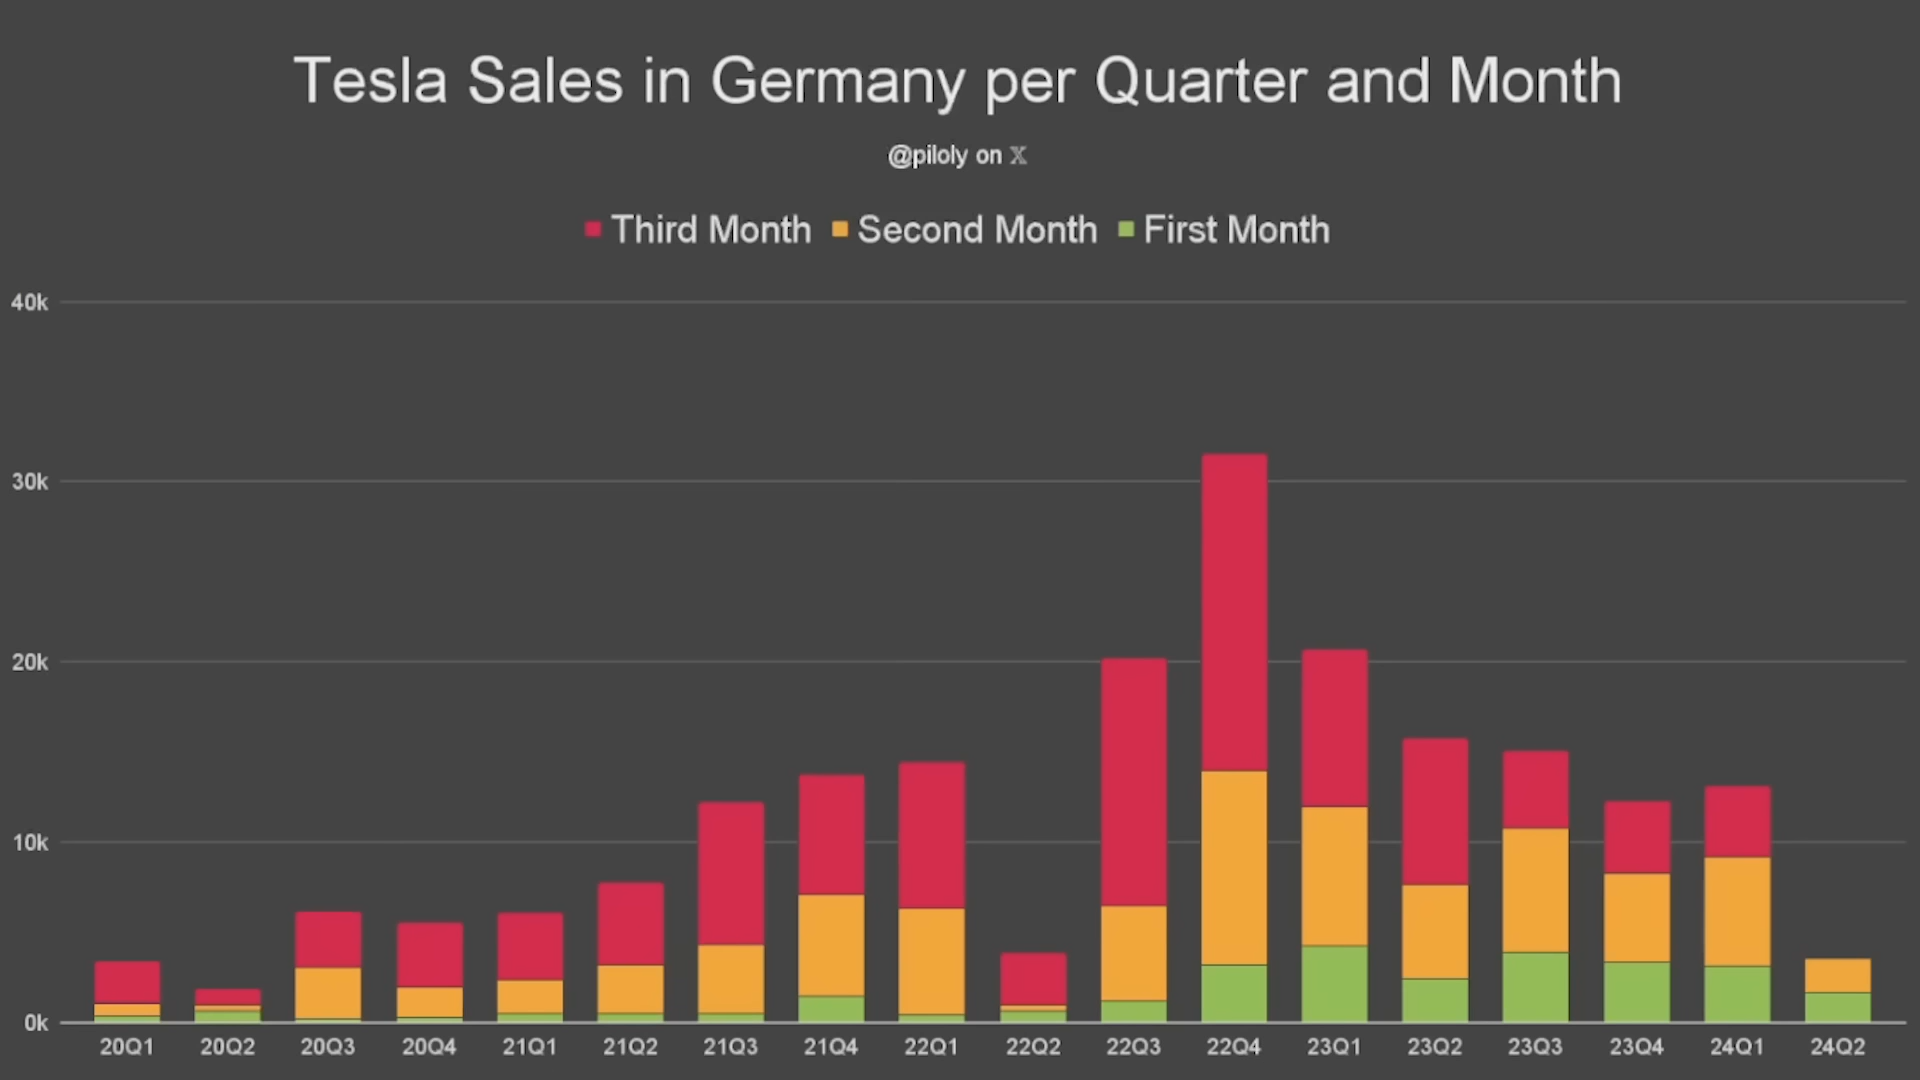 Tesla Sales in Germany per Quarter and Month
@piloly on 𝕏
Third Month Second Month First Month
40k
30k
20k
10k
0k
20Q1 20Q2 20Q3 20Q4 21Q1 21Q2 21Q3 21Q4 22Q1 22Q2 22Q3 22Q4 23Q1 23Q2 23Q3 23Q4 24Q1 24Q2